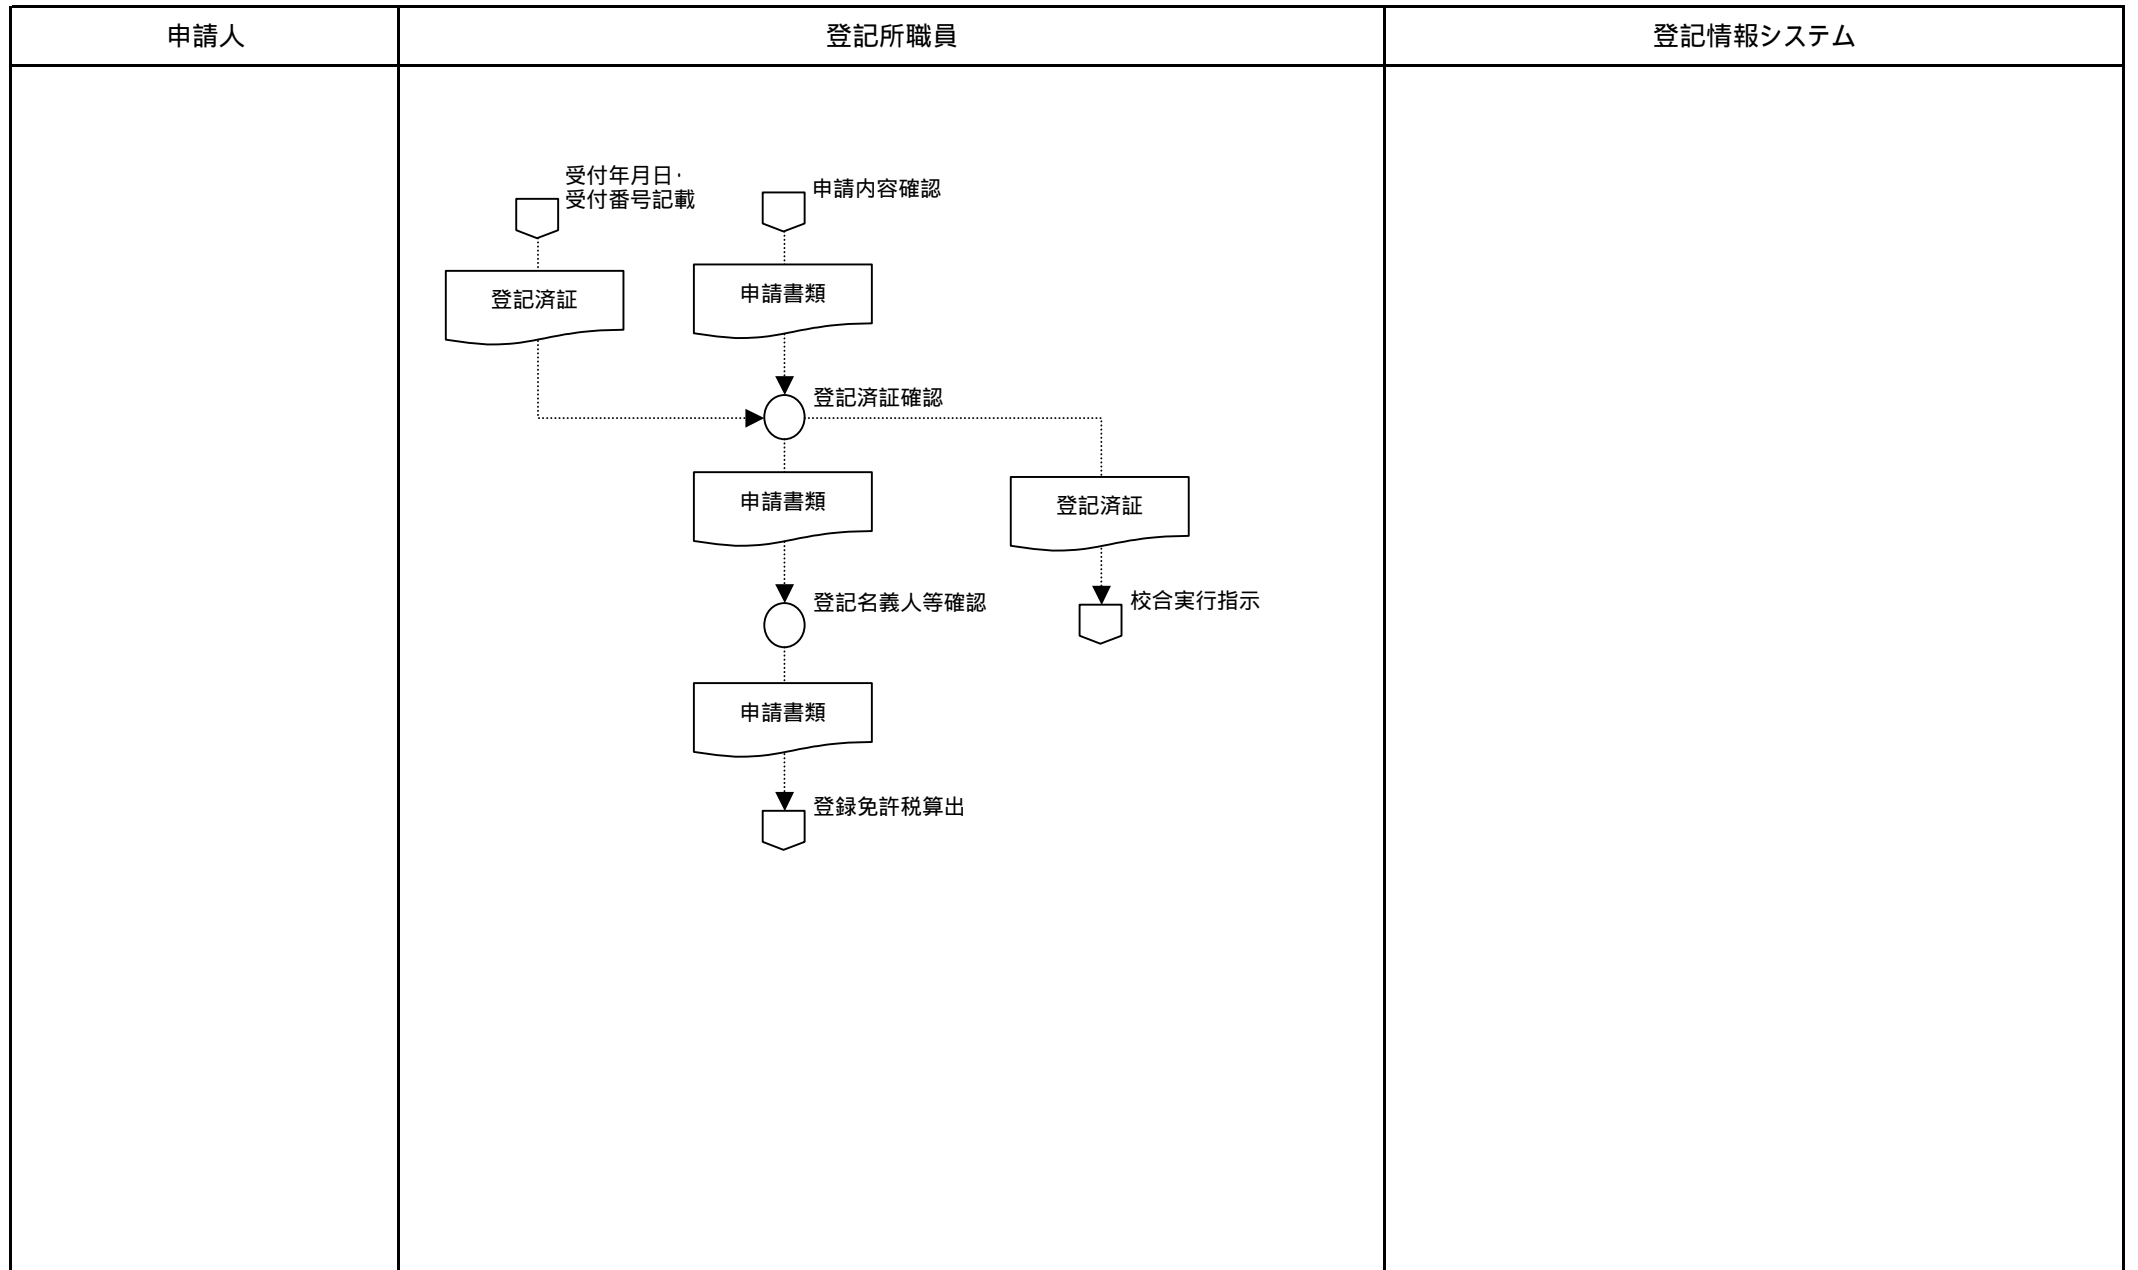 申請人
登記所職員
登記情報システム
受付年月日・
受付番号記載
申請内容確認
登記済証
申請書類
登記済証確認
申請書類
登記済証
登記名義人等確認
校合実行指示
申請書類
登録免許税算出